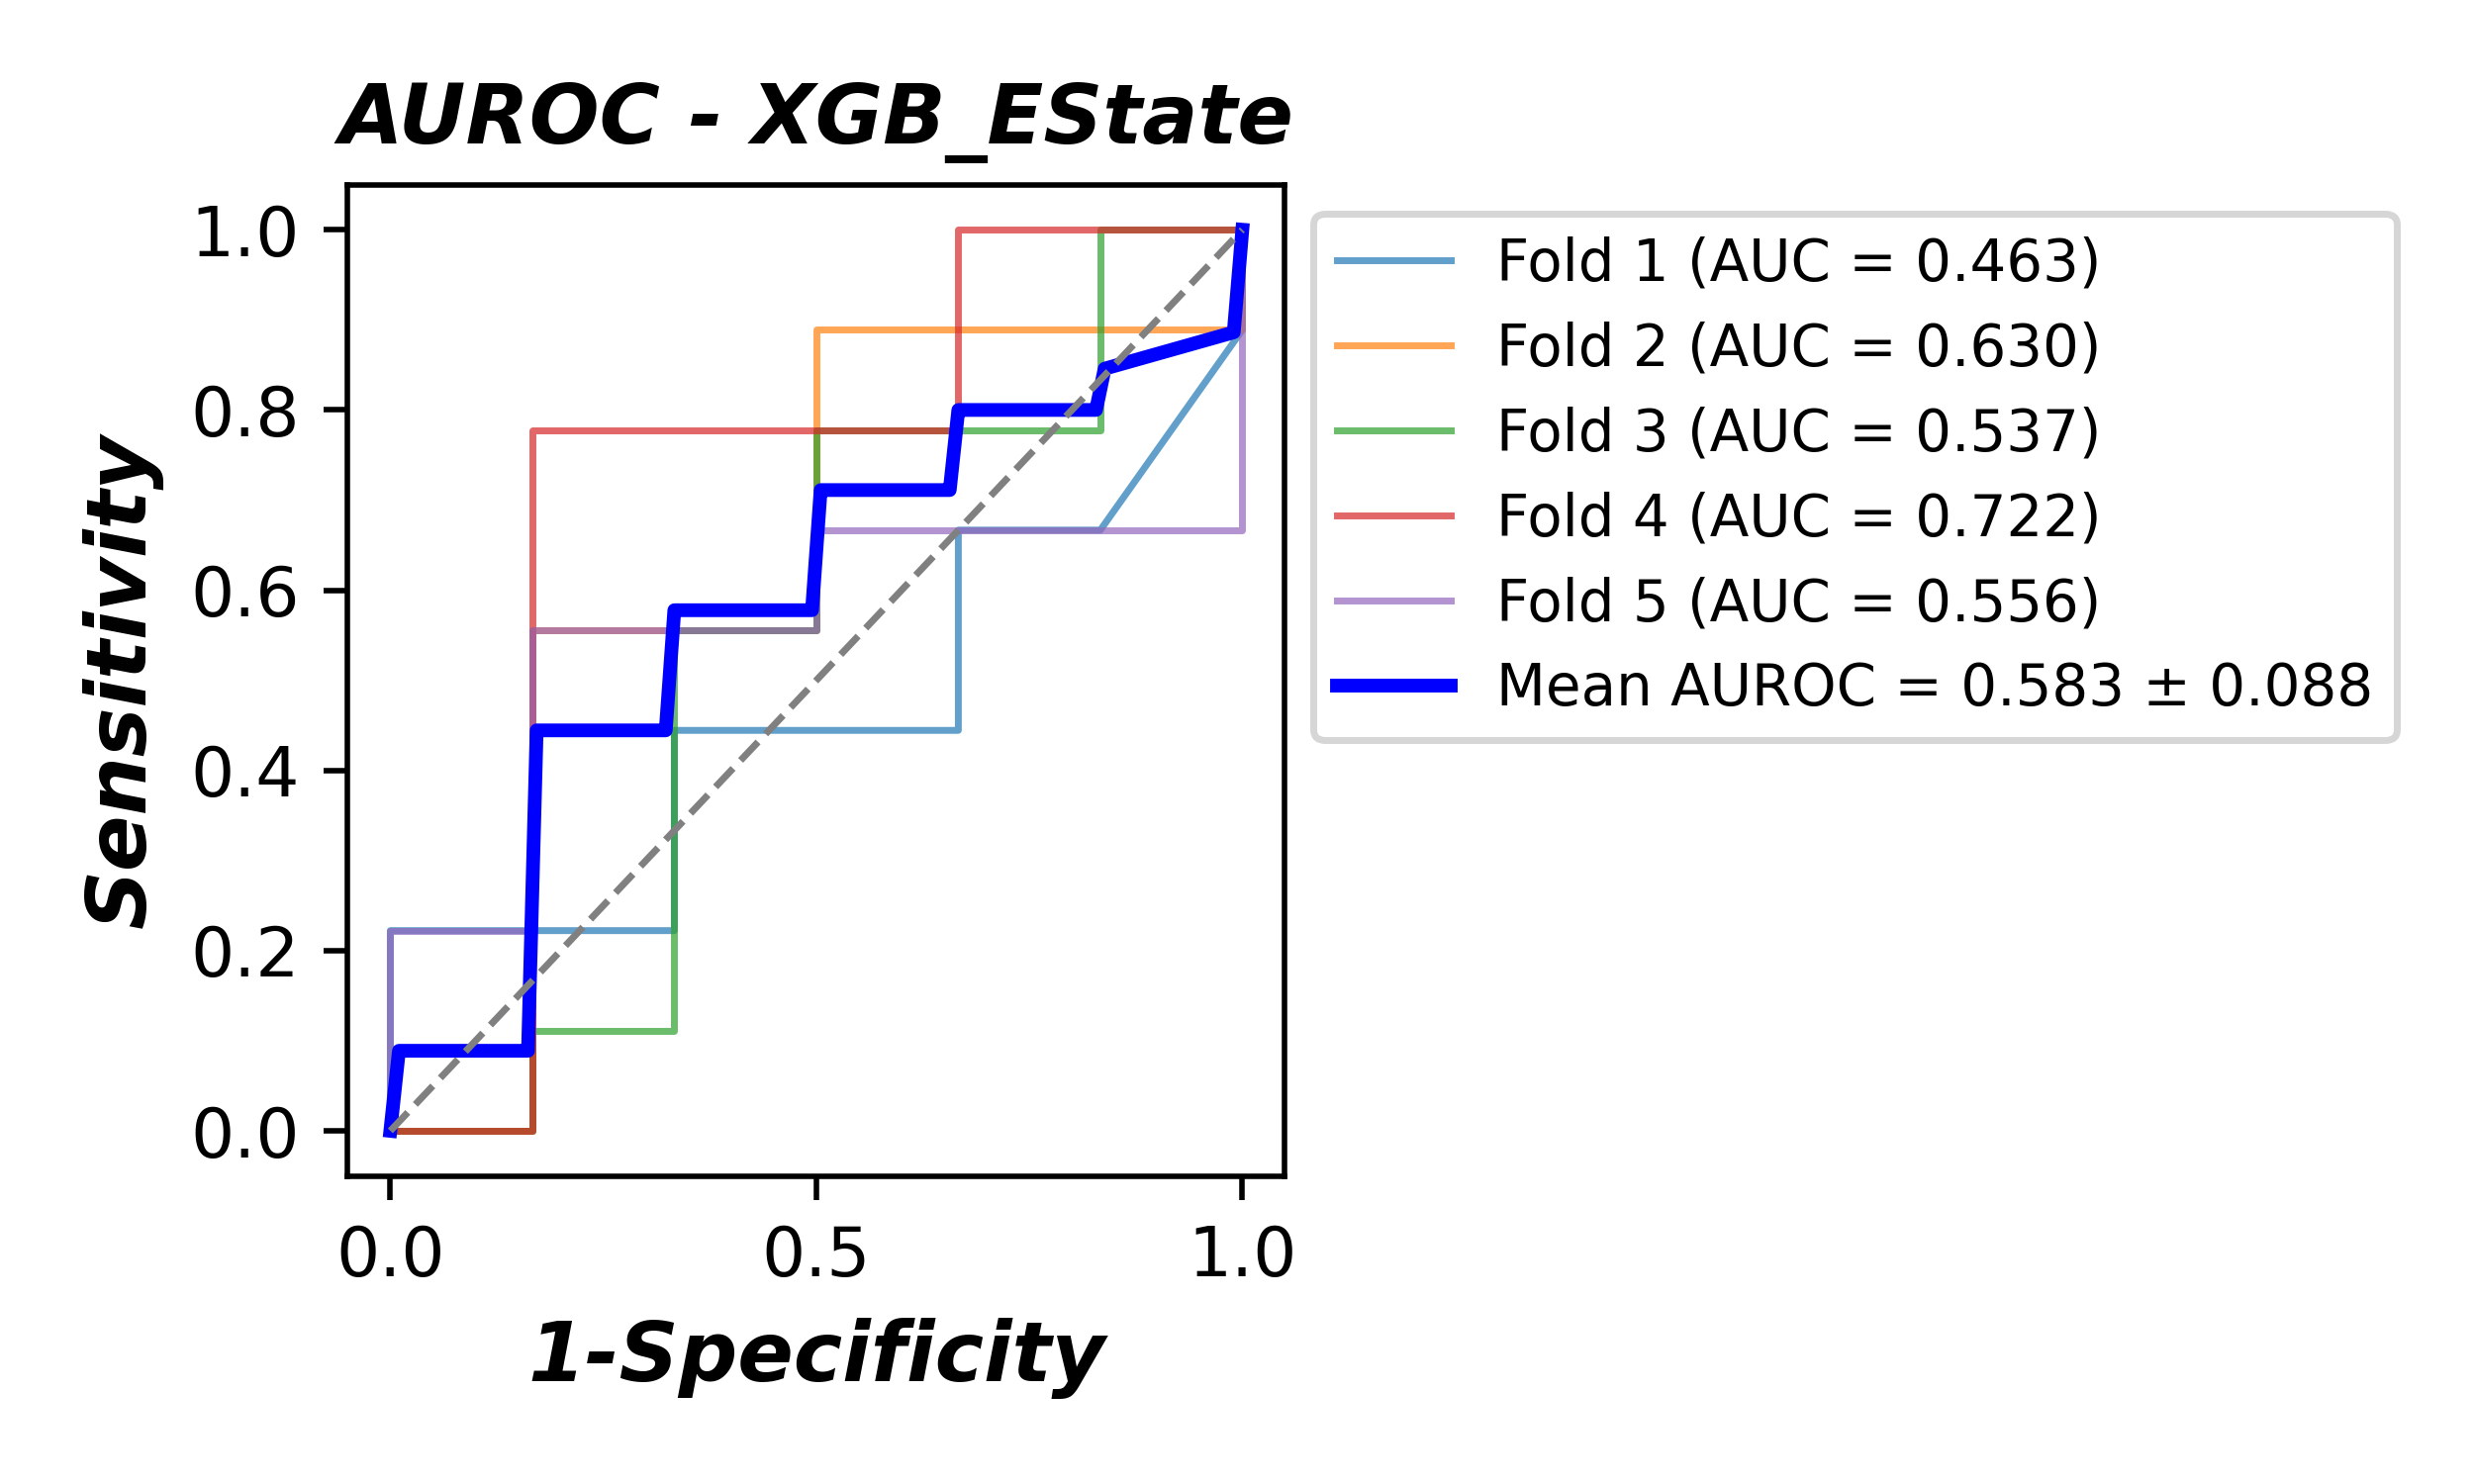 AUROC - XGB_EState
Sensitivity
1.0
0.8
0.6
0.4
0.2
0.0
0.0 0.5 1.0
1-Specificity
Fold 1 (AUC = 0.463)
Fold 2 (AUC = 0.630)
Fold 3 (AUC = 0.537)
Fold 4 (AUC = 0.722)
Fold 5 (AUC = 0.556)
Mean AUROC = 0.583 ± 0.088